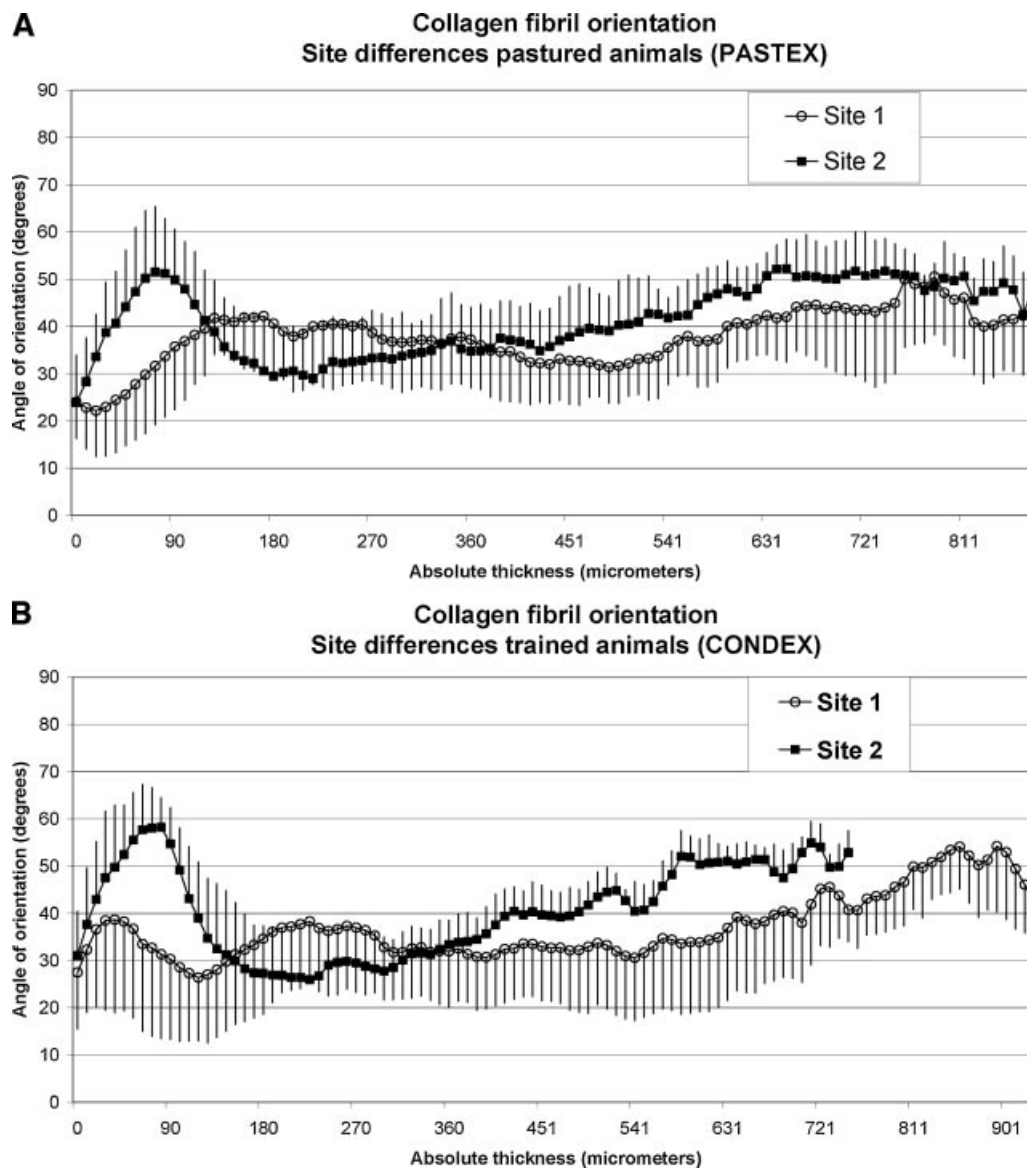 A
Collagen fibril orientation
Site differences pastured animals (PASTEX)
90
80
70
60
50
40
30
20
10
0
Angle of orientation (degrees)
Site 1
Site 2
0 90 180 270 360 451 541 631 721 811
Absolute thickness (micrometers)
B
Collagen fibril orientation
Site differences trained animals (CONDEX)
90
80
70
60
50
40
30
20
10
0
Angle of orientation (degrees)
Site 1
Site 2
0 90 180 270 360 451 541 631 721 811 901
Absolute thickness (micrometers)